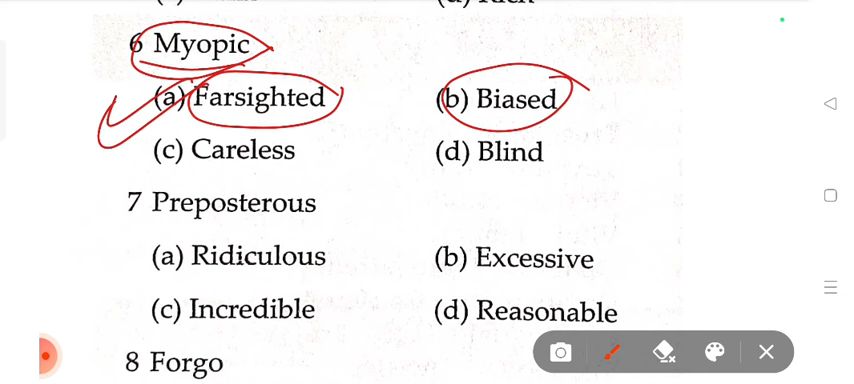 6 Myopic
(a) Farsighted (b) Biased
(c) Careless (d) Blind
7 Preposterous
(a) Ridiculous (b) Excessive
(c) Incredible (d) Reasonable
8 Forgo